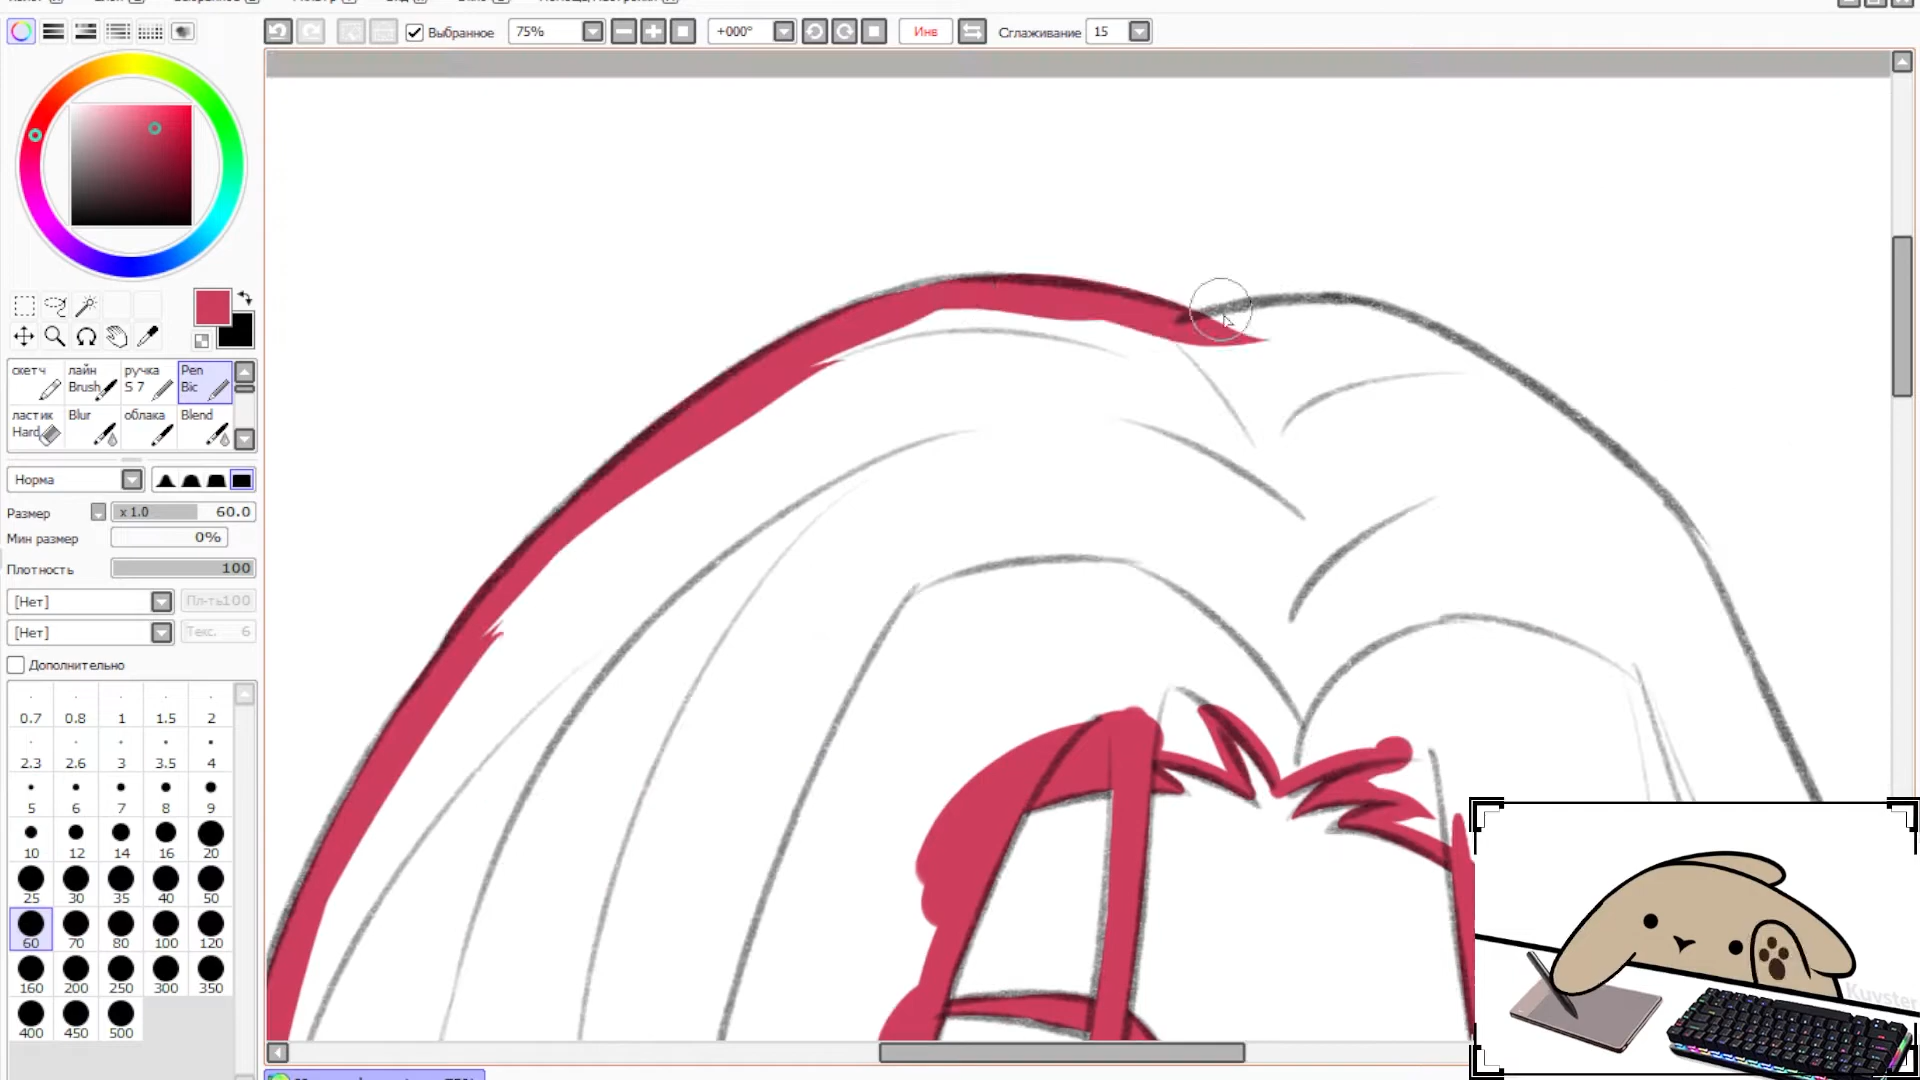 Выбранное
75%
+000°
Инв
Сглаживание
15
скетч
лайн
Brush
ручка
S 7
Pen
Bic
ластик
Hard
Blur
облака
Blend
Норма
Размер
x 1.0
60.0
Мин размер
0%
Плотность
100
[Нет]
Пл-ть100
[Нет]
Текс. 6
Дополнительно
0.7 0.8 1 1.5 2
2.3 2.6 3 3.5 4
5 6 7 8 9
10 12 14 16 20
25 30 35 40 50
60 70 80 100 120
160 200 250 300 350
400 450 500
Kuvster